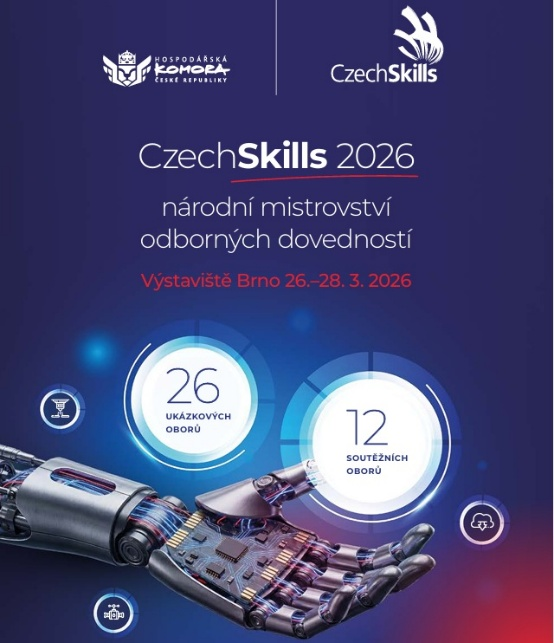 HOSPODÁŘSKÁ
KOMORA
ČESKÉ REPUBLIKY
CzechSkills
CzechSkills 2026
národní mistrovství
odborných dovedností
Výstaviště Brno 26.–28. 3. 2026
26
UKÁZKOVÝCH
OBORŮ
12
SOUTĚŽNÍCH
OBORŮ